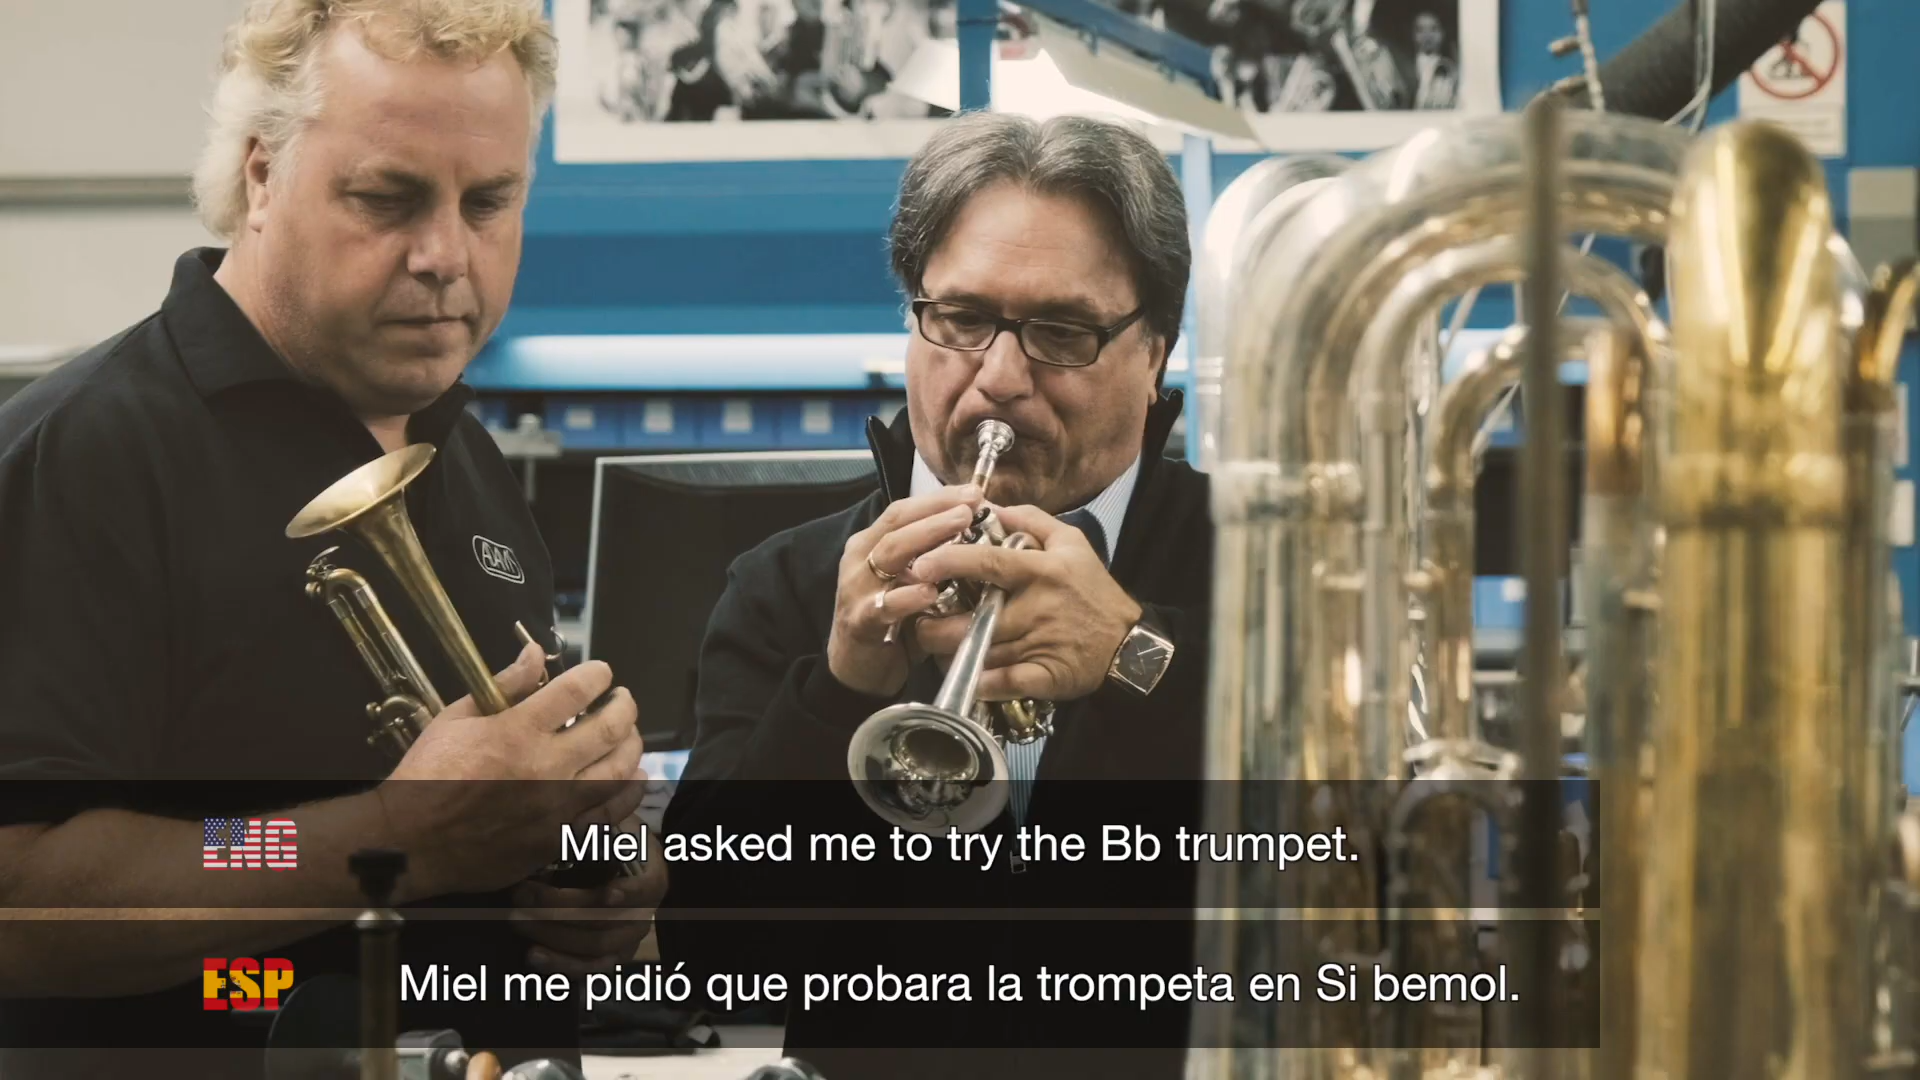 ADAMS
ENG
Miel asked me to try the Bb trumpet.
ESP
Miel me pidió que probara la trompeta en Si bemol.